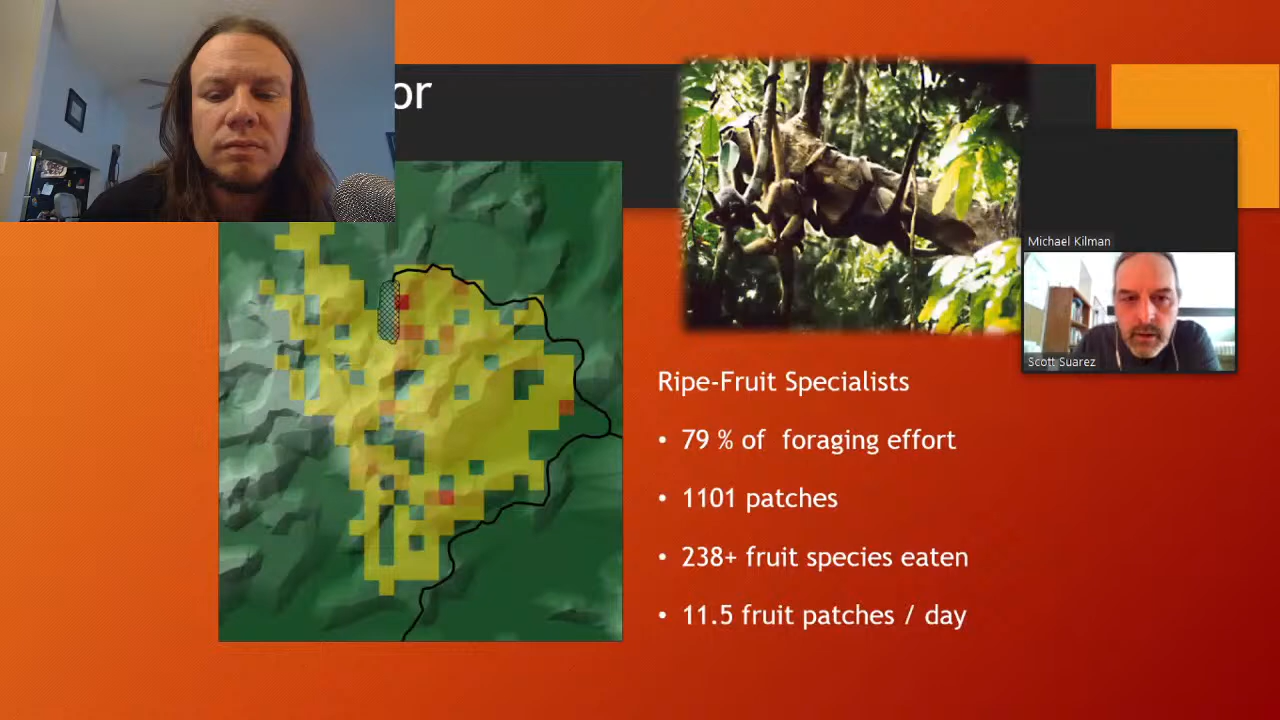 or
Michael Kilman
Scott Suarez
Ripe-Fruit Specialists
• 79 % of foraging effort
• 1101 patches
• 238+ fruit species eaten
• 11.5 fruit patches / day